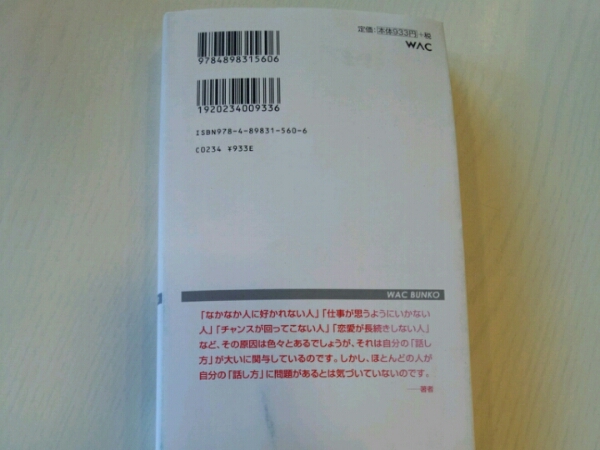 定価:本体933円+税
WAC
9784898315606
1920234009336
ISBN978-4-89831-560-6
C0234 ¥933E
WAC BUNKO
「なかなか人に好かれない人」「仕事が思うようにいかない
人」「チャンスが回ってこない人」「恋愛が長続きしない人」
など、その原因は色々とあるでしょうが、それは自分の「話し
方」が大いに関与しているのです。しかし、ほとんどの人が
自分の「話し方」に問題があるとは気づいていないのです。
──著者